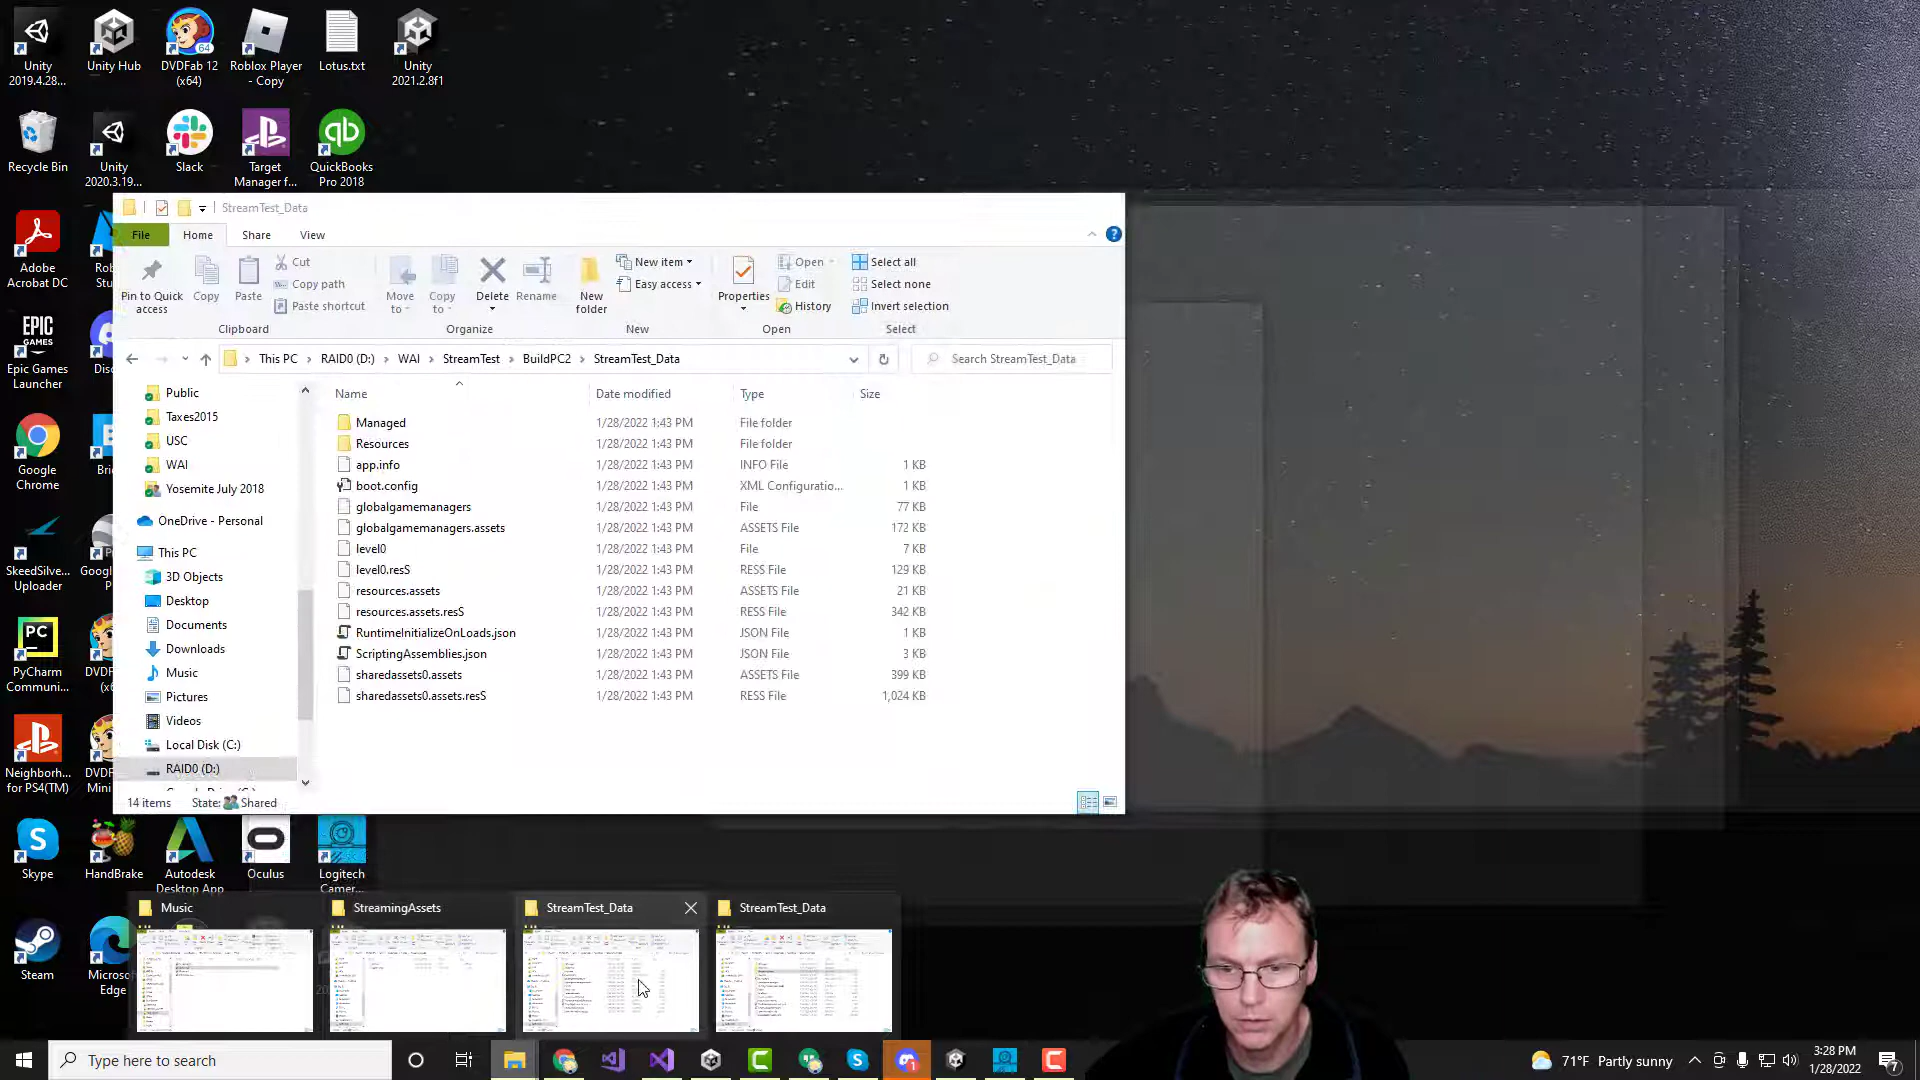 Unity 2019.4.28...
Unity Hub
DVDFab 12 (x64)
Roblox Player - Copy
Lotus.txt
Unity 2021.2.8f1
Recycle Bin
Unity 2020.3.19...
Slack
Target Manager f...
QuickBooks Pro 2018
Adobe Acrobat DC
Epic Games Launcher
Google Chrome
SkeedSilve... Uploader
PyCharm Communi...
Neighborh... for PS4(TM)
Skype
HandBrake
Autodesk Desktop App
Oculus
Logitech Camer...
Steam
Microsof Edge
StreamTest_Data
File
Home
Share
View
Pin to Quick access
Copy
Paste
Cut
Copy path
Paste shortcut
Clipboard
Move to
Copy to
Delete
Rename
Organize
New folder
New item
Easy access
New
Properties
Open
Edit
History
Open
Select all
Select none
Invert selection
Select
This PC > RAID0 (D:) > WAI > StreamTest > BuildPC2 > StreamTest_Data
Search StreamTest_Data
Public
Taxes2015
USC
WAI
Yosemite July 2018
OneDrive - Personal
This PC
3D Objects
Desktop
Documents
Downloads
Music
Pictures
Videos
Local Disk (C:)
RAID0 (D:)
Name Date modified Type Size
Managed 1/28/2022 1:43 PM File folder
Resources 1/28/2022 1:43 PM File folder
app.info 1/28/2022 1:43 PM INFO File 1 KB
boot.config 1/28/2022 1:43 PM XML Configuratio... 1 KB
globalgamemanagers 1/28/2022 1:43 PM File 77 KB
globalgamemanagers.assets 1/28/2022 1:43 PM ASSETS File 172 KB
level0 1/28/2022 1:43 PM File 7 KB
level0.resS 1/28/2022 1:43 PM RESS File 129 KB
resources.assets 1/28/2022 1:43 PM ASSETS File 21 KB
resources.assets.resS 1/28/2022 1:43 PM RESS File 342 KB
RuntimeInitializeOnLoads.json 1/28/2022 1:43 PM JSON File 1 KB
ScriptingAssemblies.json 1/28/2022 1:43 PM JSON File 3 KB
sharedassets0.assets 1/28/2022 1:43 PM ASSETS File 399 KB
sharedassets0.assets.resS 1/28/2022 1:43 PM RESS File 1,024 KB
14 items State: Shared
Music
StreamingAssets
StreamTest_Data
StreamTest_Data
Type here to search
71°F Partly sunny
3:28 PM
1/28/2022
7